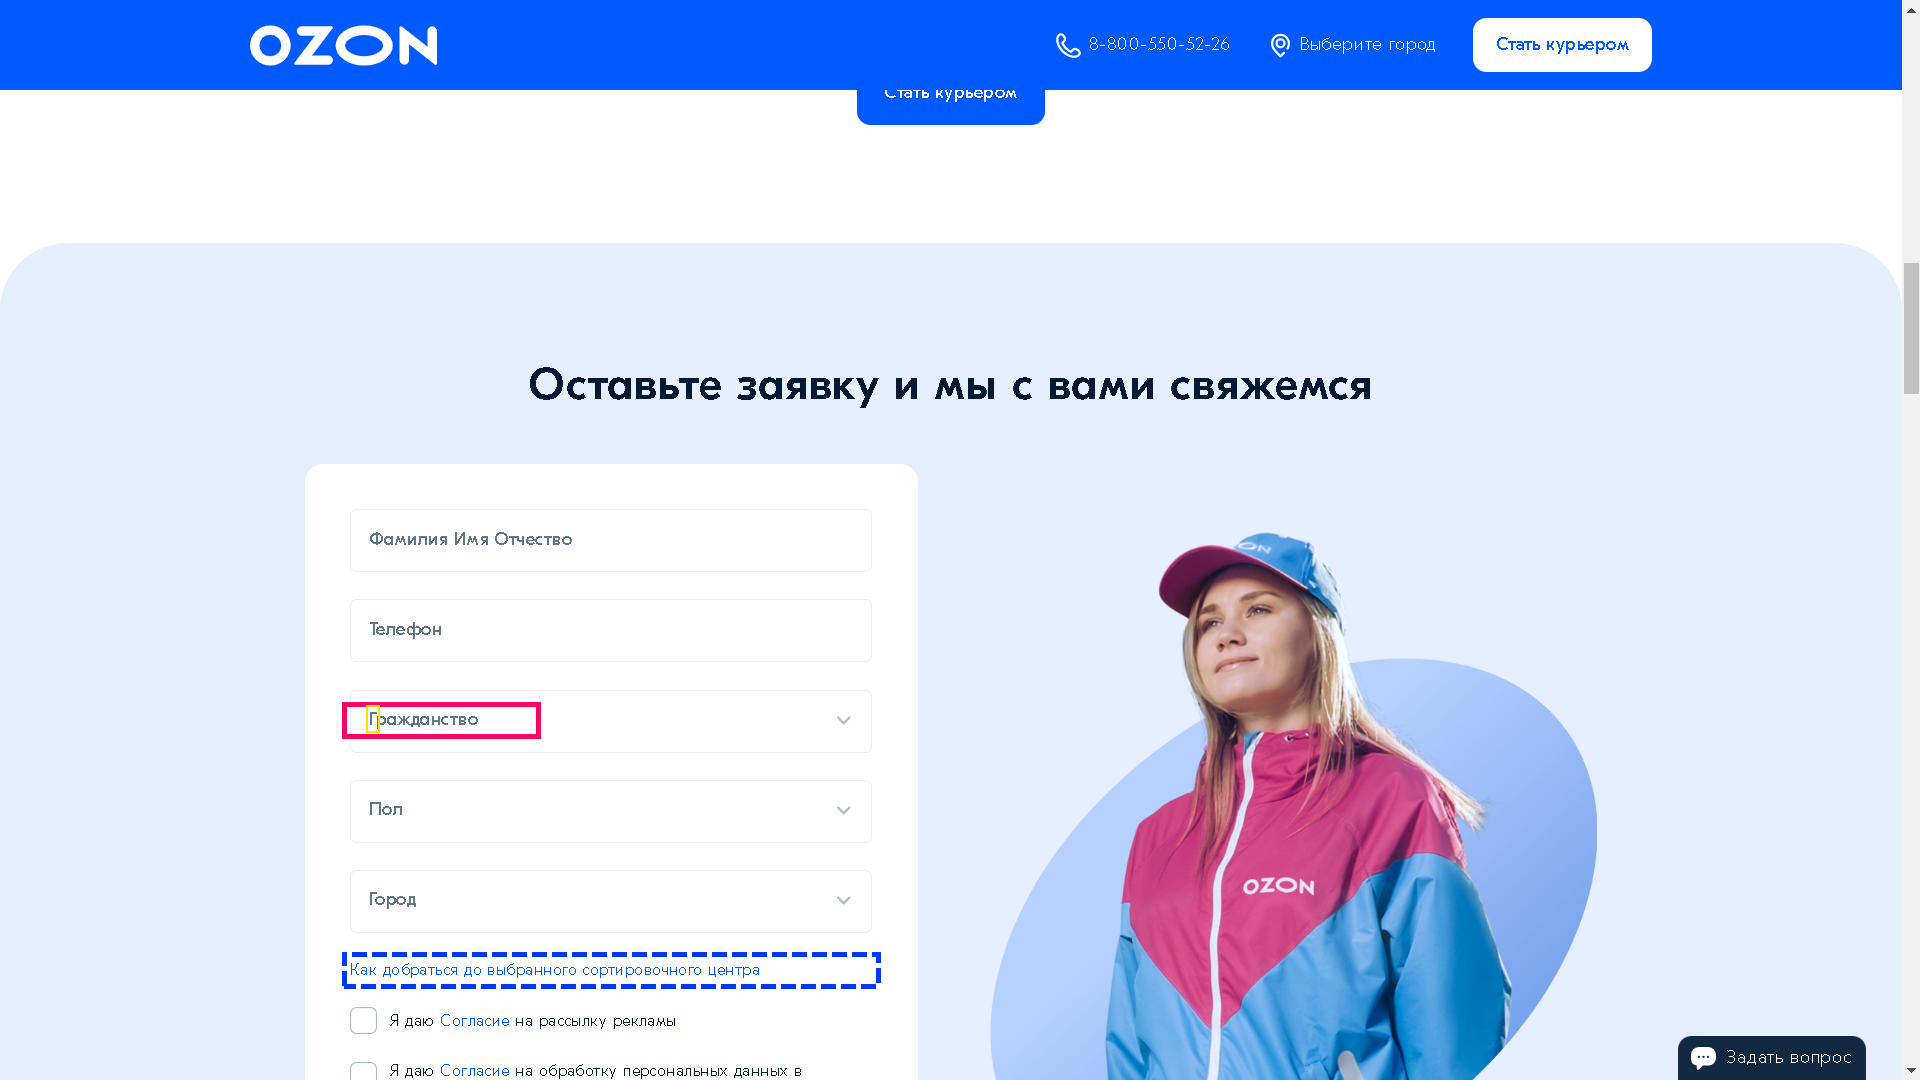 OZON
8-800-550-52-26
Выберите город
Стать курьером
Стать курьером
Оставьте заявку и мы с вами свяжемся
Фамилия Имя Отчество
Телефон
Гражданство
Пол
Город
Как добраться до выбранного сортировочного центра
Я даю Согласие на рассылку рекламы
Я даю Согласие на обработку персональных данных в
OZON
OZON
Задать вопрос